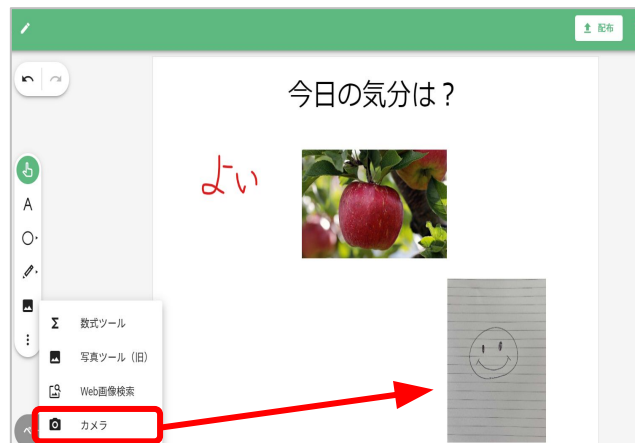 配布
今日の気分は?
よい
A
Σ 数式ツール
写真ツール(旧)
Web画像検索
カメラ